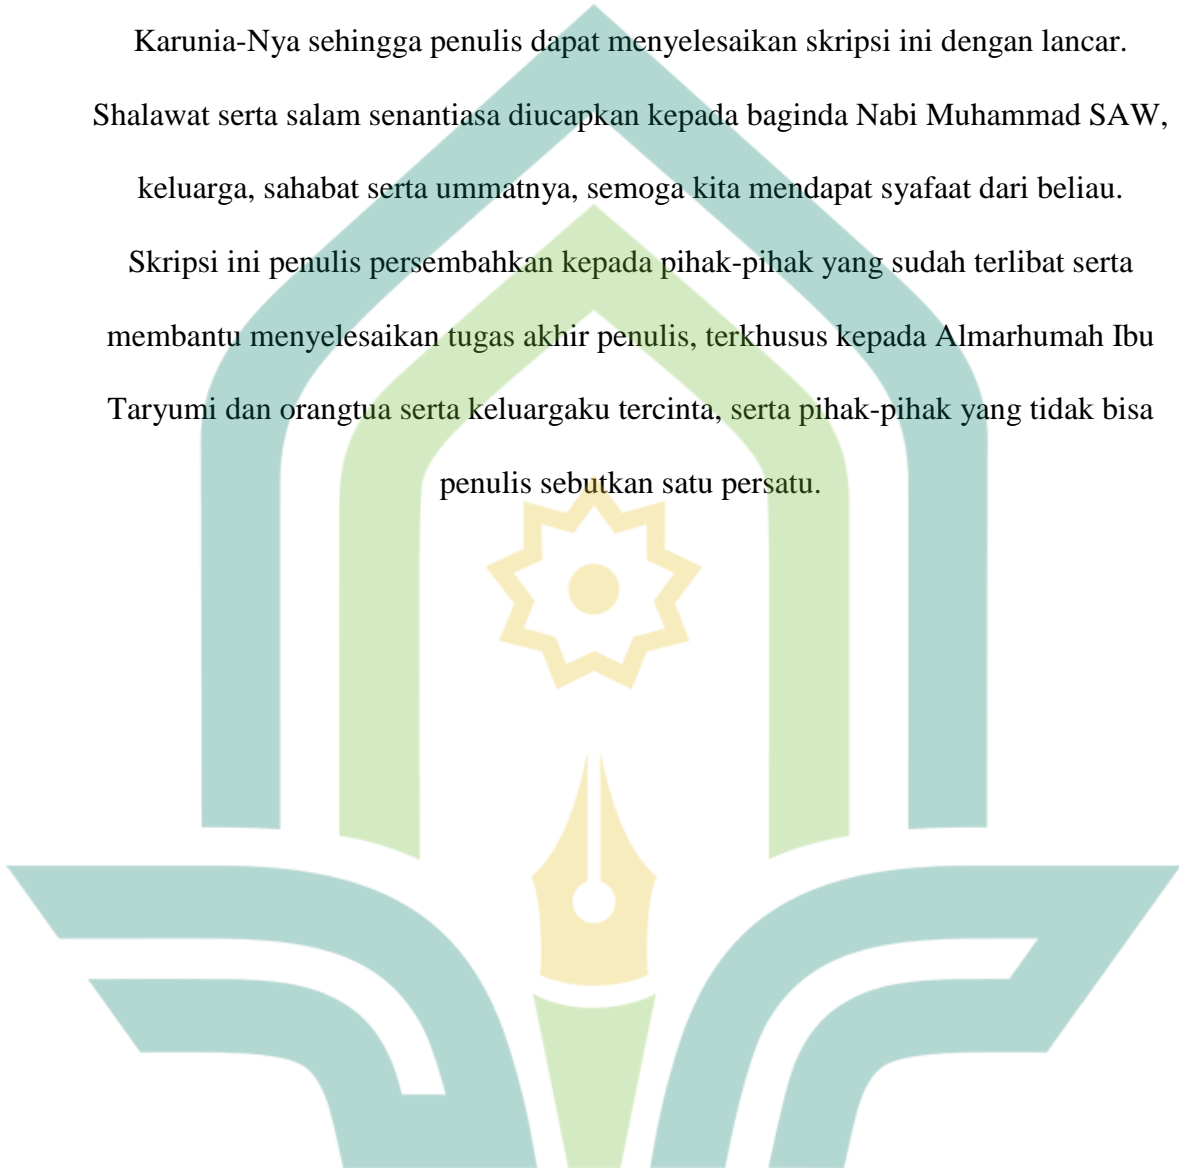 Karunia-Nya sehingga penulis dapat menyelesaikan skripsi ini dengan lancar.
Shalawat serta salam senantiasa diucapkan kepada baginda Nabi Muhammad SAW,
keluarga, sahabat serta ummatnya, semoga kita mendapat syafaat dari beliau.
Skripsi ini penulis persembahkan kepada pihak-pihak yang sudah terlibat serta
membantu menyelesaikan tugas akhir penulis, terkhusus kepada Almarhumah Ibu
Taryumi dan orangtua serta keluargaku tercinta, serta pihak-pihak yang tidak bisa
penulis sebutkan satu persatu.